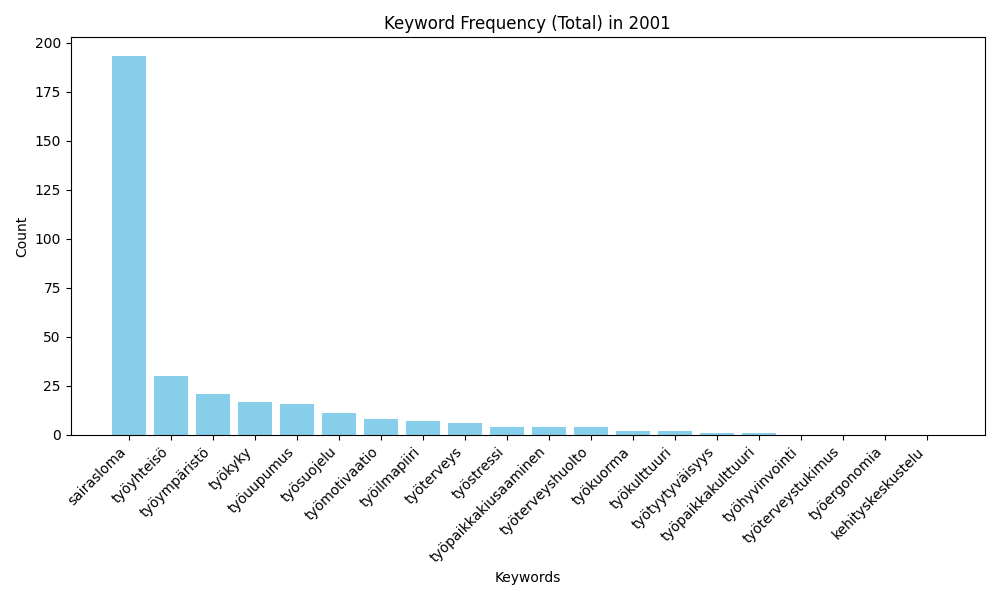 Keyword Frequency (Total) in 2001
200
175
150
125
100
75
50
25
0
Count
sairasloma
työyhteisö
työympäristö
työkyky
työuupumus
työsuojelu
työmotivaatio
työilmapiiri
työterveys
työstressi
työpaikkakiusaaminen
työterveyshuolto
työkuorma
työkulttuuri
työtyytyväisyys
työpaikkakulttuuri
työhyvinvointi
työterveystukimus
työergonomia
kehityskeskustelu
Keywords